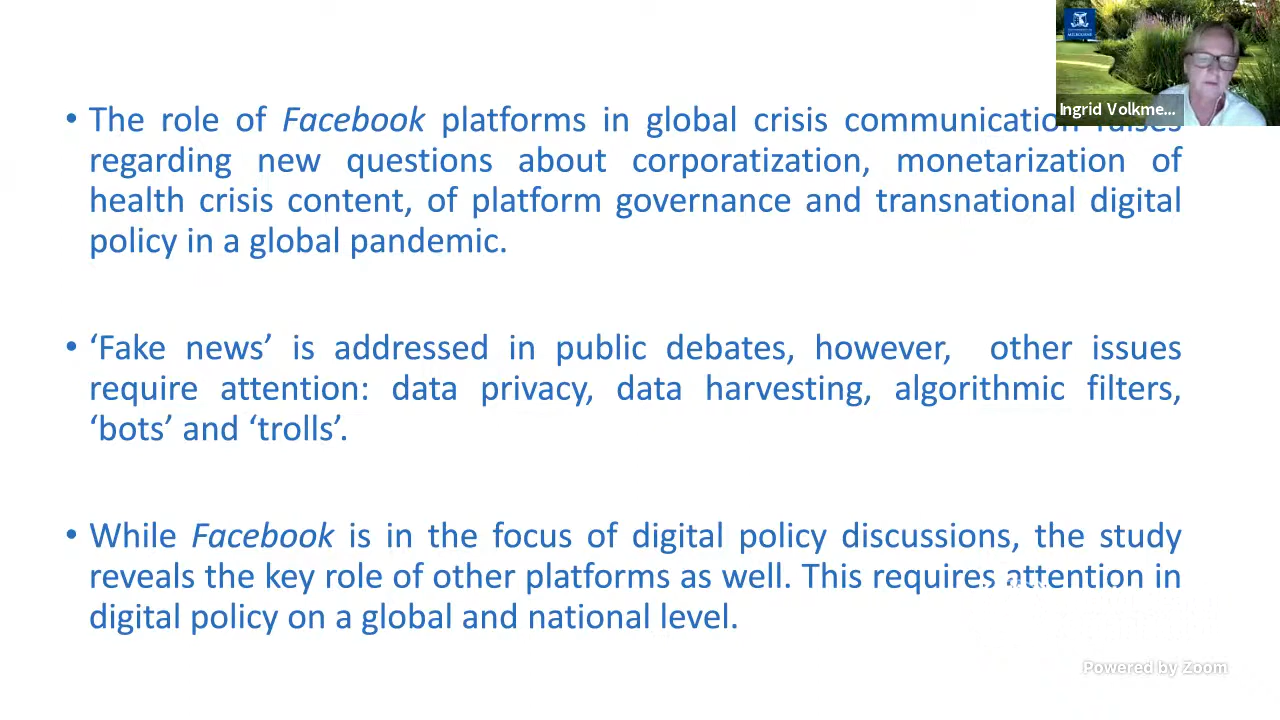 • The role of Facebook platforms in global crisis communication raises
regarding new questions about corporatization, monetarization of
health crisis content, of platform governance and transnational digital
policy in a global pandemic.
• ‘Fake news’ is addressed in public debates, however, other issues
require attention: data privacy, data harvesting, algorithmic filters,
‘bots’ and ‘trolls’.
• While Facebook is in the focus of digital policy discussions, the study
reveals the key role of other platforms as well. This requires attention in
digital policy on a global and national level.
MELBOURNE
Ingrid Volkme...
Powered by Zoom